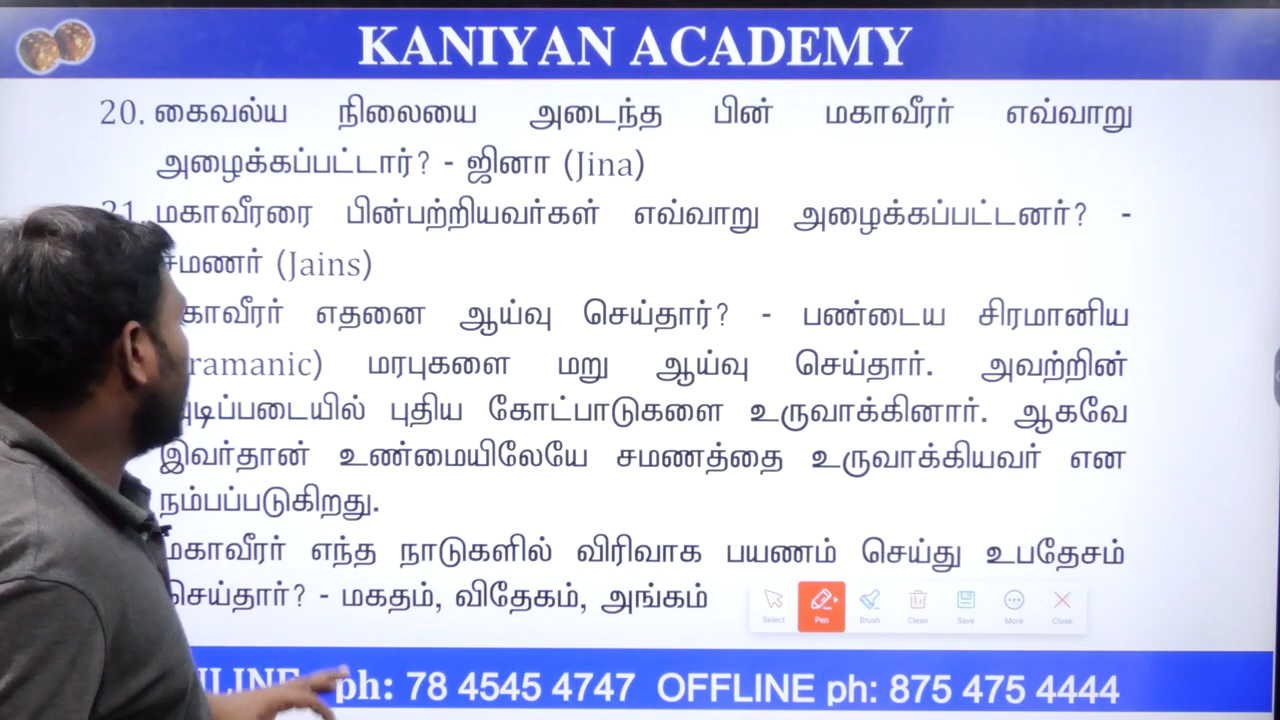 KANIYAN ACADEMY
20. கைவல்ய நிலையை அடைந்த பின் மகாவீரர் எவ்வாறு
அழைக்கப்பட்டார்? - ஜினா (Jina)
21. மகாவீரரை பின்பற்றியவர்கள் எவ்வாறு அழைக்கப்பட்டனர்? -
சமணர் (Jains)
மகாவீரர் எதனை ஆய்வு செய்தார்? - பண்டைய சிரமானிய
மரபுகளை மறு ஆய்வு செய்தார். அவற்றின்
அடிப்படையில் புதிய கோட்பாடுகளை உருவாக்கினார். ஆகவே
இவர்தான் உண்மையிலேயே சமணத்தை உருவாக்கியவர் என
நம்பப்படுகிறது.
மகாவீரர் எந்த நாடுகளில் விரிவாக பயணம் செய்து உபதேசம்
செய்தார்? - மகதம், விதேகம், அங்கம்
Select Pen Brush Clean Save More Close
ph: 78 4545 4747 OFFLINE ph: 875 475 4444